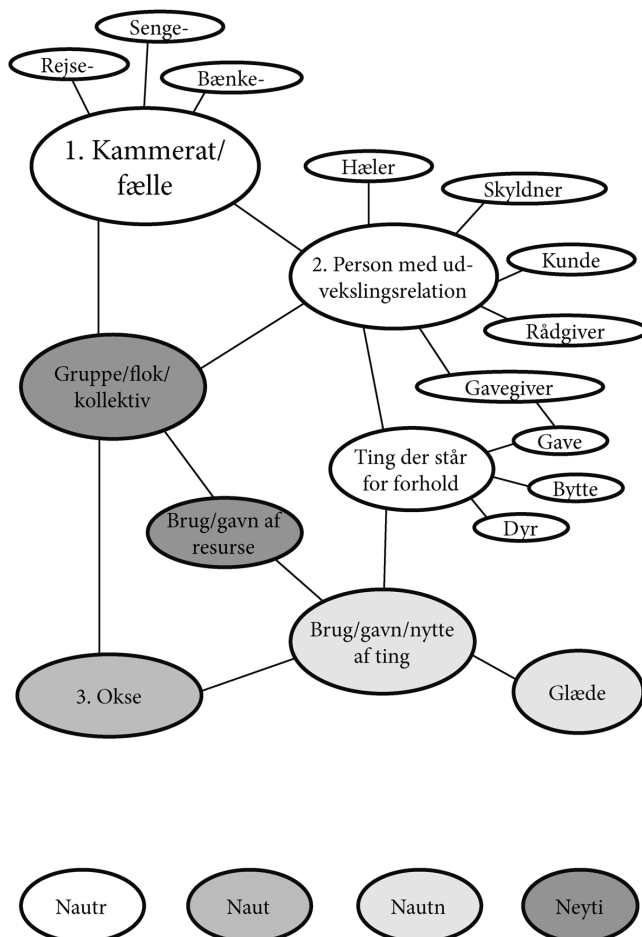 Senge-
Rejse-
Bænke-
1. Kammerat/
fælle
Hæler
Skyldner
2. Person med ud-
vekslingsrelation
Kunde
Rådgiver
Gruppe/flok/
kollektiv
Gavegiver
Gave
Ting der står
for forhold
Bytte
Dyr
Brug/gavn af
resurse
Brug/gavn/nytte
af ting
3. Okse
Glæde
Nautr
Naut
Nautn
Neyti